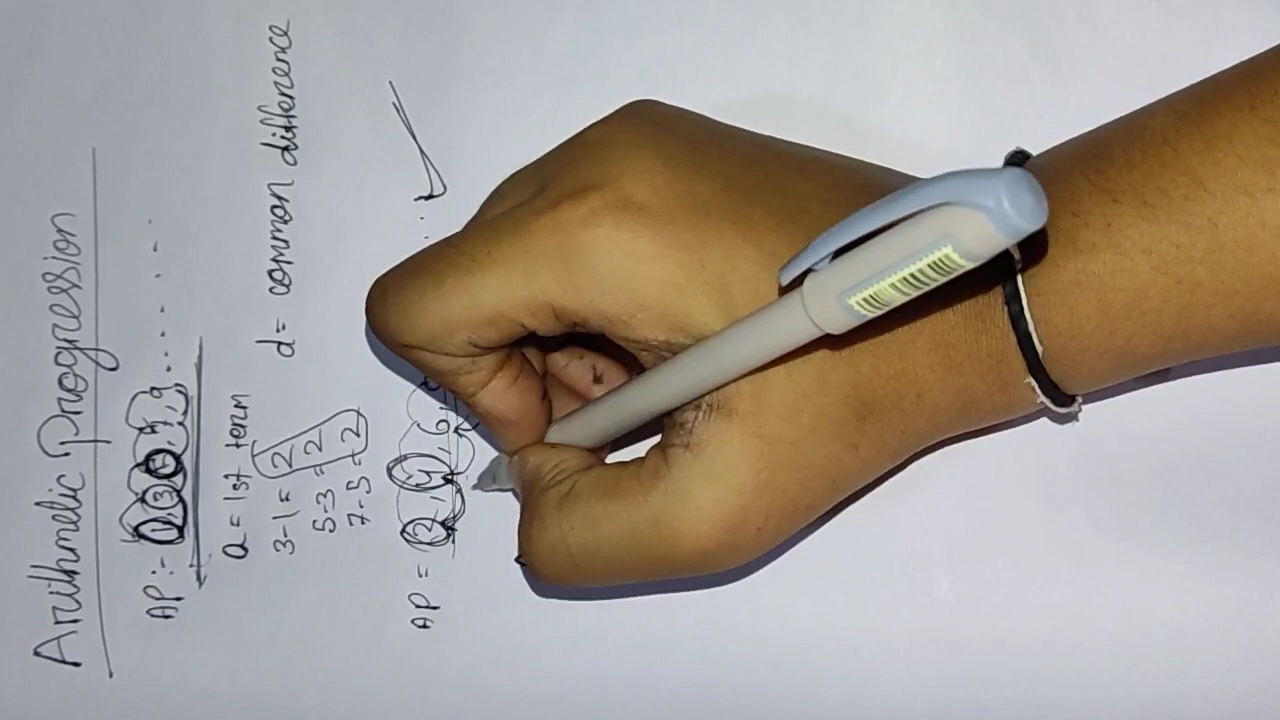 Arithmetic Progression
AP :- 1, 3, 5, 7, 9 . . . . . . .
a = 1st term
d = common difference
3-1 = 2
5-3 = 2
7-5 = 2
AP = 2, 4, 6,